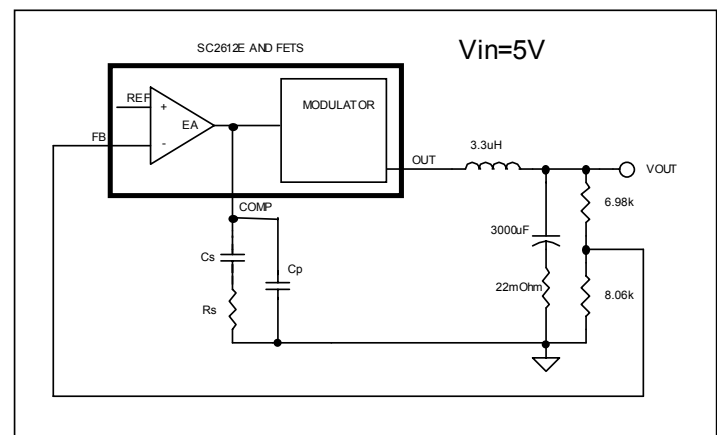 SC2612E AND FETS
Vin=5V
REF
+
EA
-
FB
MODULATOR
OUT
3.3uH
VOUT
6.98k
COMP
3000uF
Cs
Cp
22mOhm
8.06k
Rs